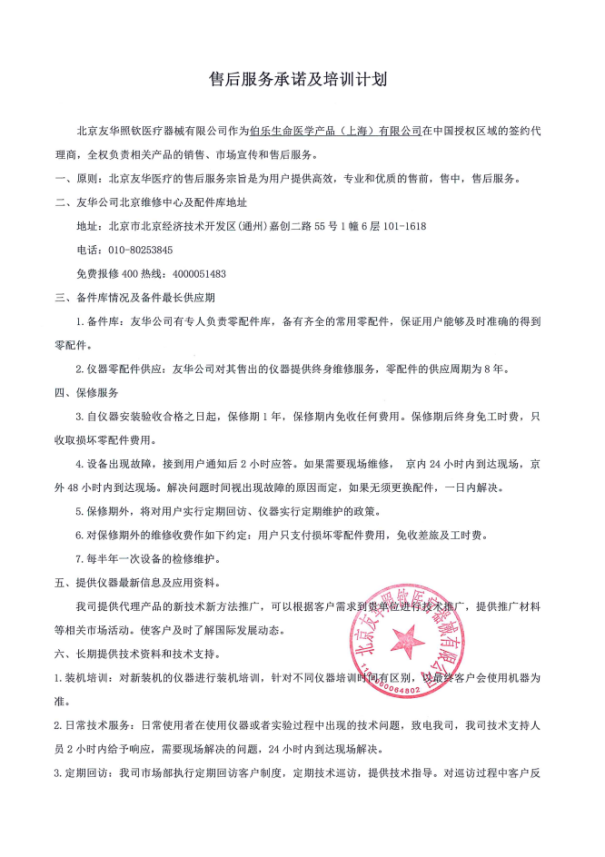 售后服务承诺及培训计划
北京友华照钦医疗器械有限公司作为伯乐生命医学产品（上海）有限公司在中国授权区域的签约代
理商，全权负责相关产品的销售、市场宣传和售后服务。
一、原则：北京友华医疗的售后服务宗旨是为用户提供高效，专业和优质的售前，售中，售后服务。
二、友华公司北京维修中心及配件库地址
地址：北京市北京经济技术开发区(通州)嘉创二路 55 号 1 幢 6 层 101-1618
电话：010-80253845
免费报修 400 热线：4000051483
三、备件库情况及备件最长供应期
1.备件库：友华公司有专人负责零配件库，备有齐全的常用零配件，保证用户能够及时准确的得到
零配件。
2.仪器零配件供应：友华公司对其售出的仪器提供终身维修服务，零配件的供应周期为 8 年。
四、保修服务
3.自仪器安装验收合格之日起，保修期 1 年，保修期内免收任何费用。保修期后终身免工时费，只
收取损坏零配件费用。
4.设备出现故障，接到用户通知后 2 小时应答。如果需要现场维修， 京内 24 小时内到达现场，京
外 48 小时内到达现场。解决问题时间视出现故障的原因而定，如果无须更换配件，一日内解决。
5.保修期外，将对用户实行定期回访、仪器实行定期维护的政策。
6.对保修期外的维修收费作如下约定：用户只支付损坏零配件费用，免收差旅及工时费。
7.每半年一次设备的检修维护。
五、提供仪器最新信息及应用资料。
我司提供代理产品的新技术新方法推广，可以根据客户需求到贵单位进行技术推广，提供推广材料
等相关市场活动。使客户及时了解国际发展动态。
六、长期提供技术资料和技术支持。
1.装机培训：对新装机的仪器进行装机培训，针对不同仪器培训时间有区别，以最终客户会使用机器为
准。
2.日常技术服务：日常使用者在使用仪器或者实验过程中出现的技术问题，致电我司，我司技术支持人
员 2 小时内给予响应，需要现场解决的问题，24 小时内到达现场解决。
3.定期回访：我司市场部执行定期回访客户制度，定期技术巡访，提供技术指导。对巡访过程中客户反
北京友华照钦医疗器械有限公司